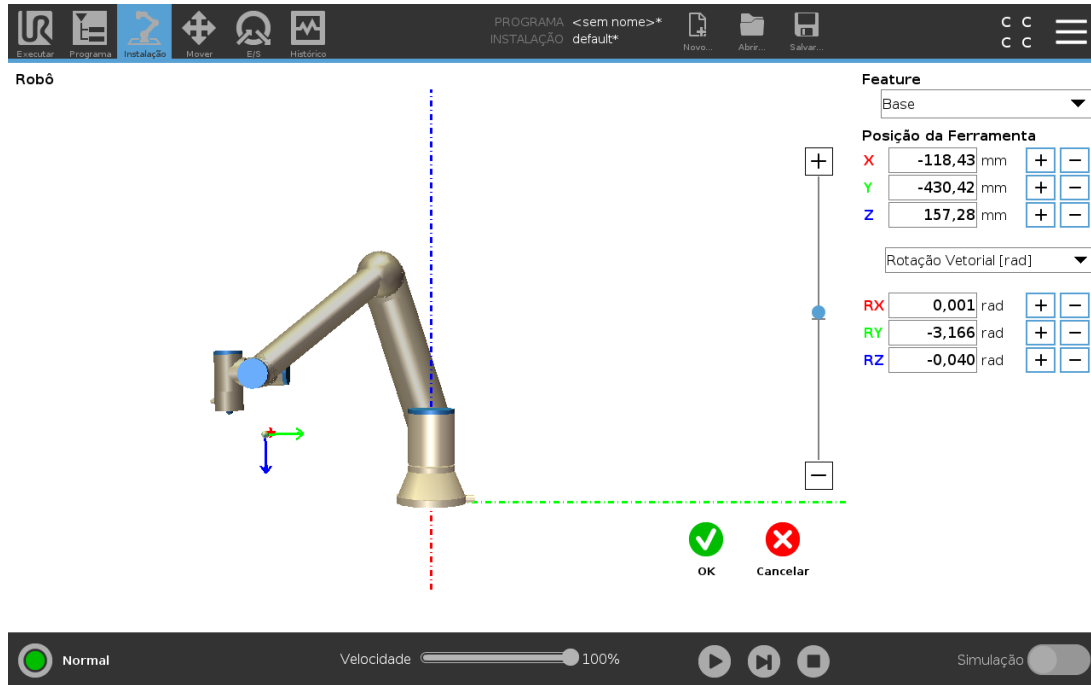 UR
Executar
Programa
Instalação
Mover
E/S
Histórico
PROGRAMA <sem nome>*
INSTALAÇÃO default*
Novo...
Abrir...
Salvar...
C C
C C
Robô
Feature
Base
Posição da Ferramenta
X -118,43 mm + −
Y -430,42 mm + −
Z 157,28 mm + −
Rotação Vetorial [rad]
RX 0,001 rad + −
RY -3,166 rad + −
RZ -0,040 rad + −
+
−
OK
Cancelar
Normal
Velocidade 100%
Simulação